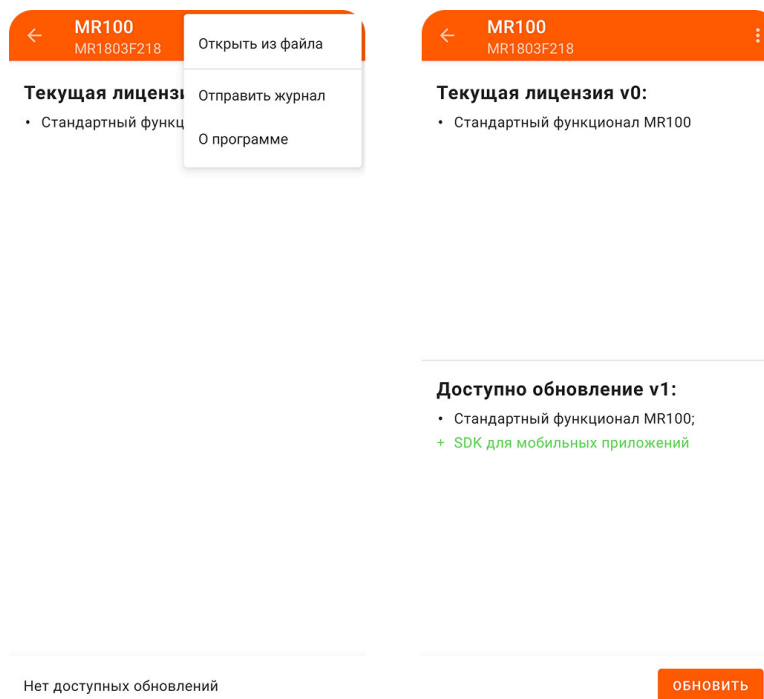 MR100
MR1803F218
Открыть из файла
Отправить журнал
О программе
Текущая лиценз
• Стандартный функц
Нет доступных обновлений
MR100
MR1803F218
Текущая лицензия v0:
• Стандартный функционал MR100
Доступно обновление v1:
• Стандартный функционал MR100;
+ SDK для мобильных приложений
ОБНОВИТЬ